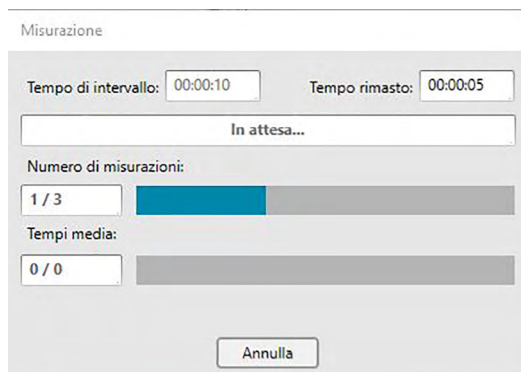 Misurazione
Tempo di intervallo: 00:00:10 Tempo rimasto: 00:00:05
In attesa...
Numero di misurazioni:
1 / 3
Tempi media:
0 / 0
Annulla